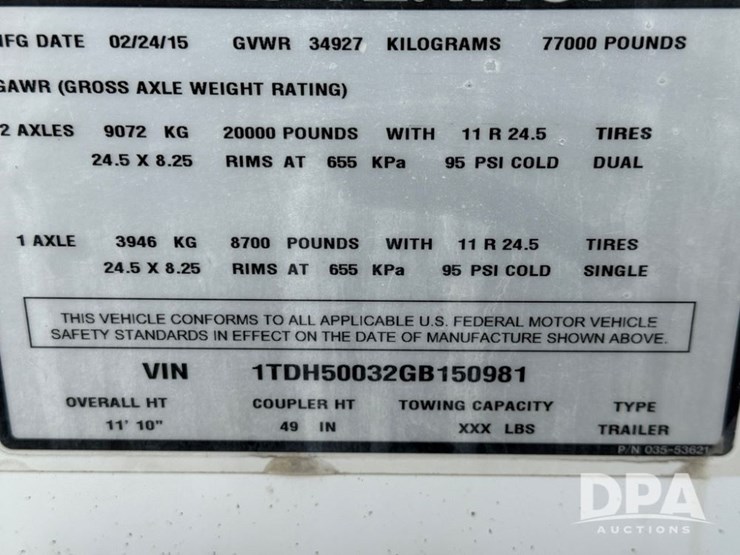 MFG DATE 02/24/15 GVWR 34927 KILOGRAMS 77000 POUNDS
GAWR (GROSS AXLE WEIGHT RATING)
2 AXLES 9072 KG 20000 POUNDS WITH 11 R 24.5 TIRES
24.5 X 8.25 RIMS AT 655 KPa 95 PSI COLD DUAL
1 AXLE 3946 KG 8700 POUNDS WITH 11 R 24.5 TIRES
24.5 X 8.25 RIMS AT 655 KPa 95 PSI COLD SINGLE
THIS VEHICLE CONFORMS TO ALL APPLICABLE U.S. FEDERAL MOTOR VEHICLE
SAFETY STANDARDS IN EFFECT ON THE DATE OF MANUFACTURE SHOWN ABOVE.
VIN 1TDH50032GB150981
OVERALL HT COUPLER HT TOWING CAPACITY TYPE
11' 10" 49 IN XXX LBS TRAILER
P/N 035-53621
DPA
AUCTIONS